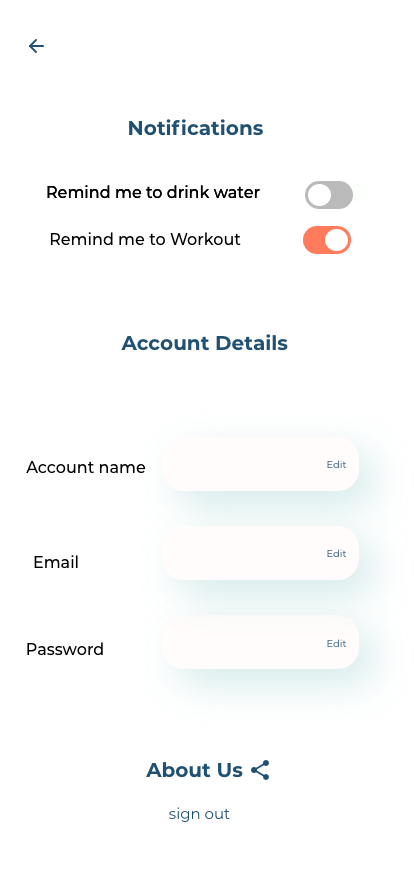 Notifications
Remind me to drink water
Remind me to Workout
Account Details
Account name
Edit
Email
Edit
Password
Edit
About Us
sign out